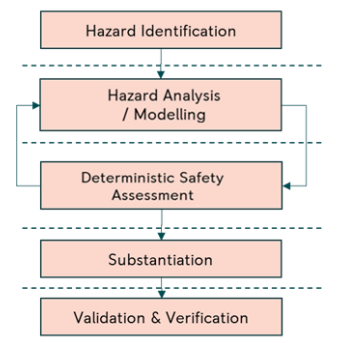 Hazard Identification
Hazard Analysis
/ Modelling
Deterministic Safety
Assessment
Substantiation
Validation & Verification